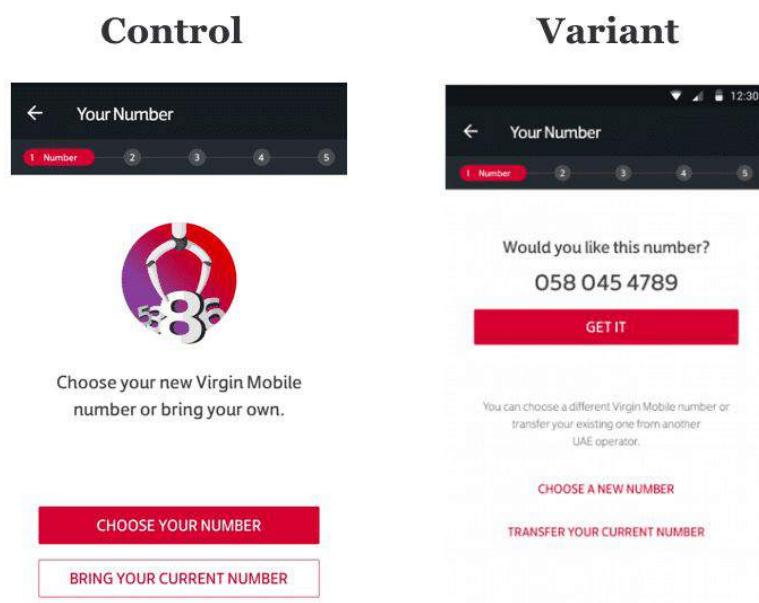 Control
Your Number
1 Number 2 3 4 5
Choose your new Virgin Mobile
number or bring your own.
CHOOSE YOUR NUMBER
BRING YOUR CURRENT NUMBER
Variant
12:30
Your Number
1 Number 2 3 4 5
Would you like this number?
058 045 4789
GET IT
You can choose a different Virgin Mobile number or
transfer your existing one from another
UAE operator.
CHOOSE A NEW NUMBER
TRANSFER YOUR CURRENT NUMBER